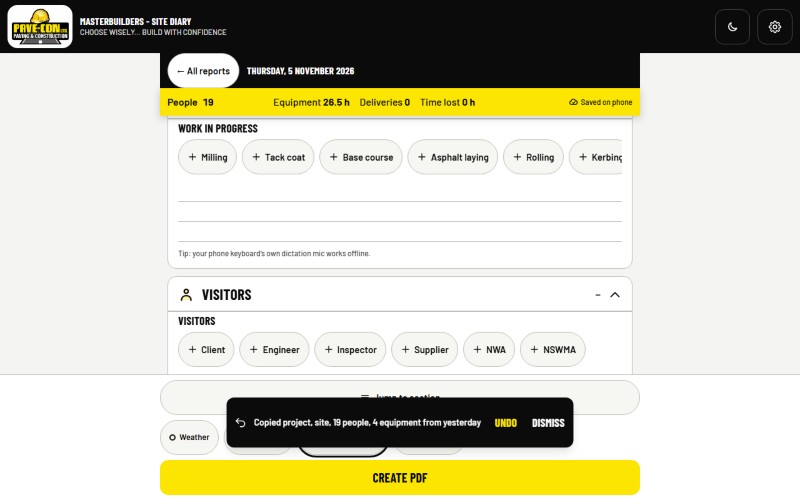 PAVE-CON LTD
PAVING & CONSTRUCTION
MASTERBUILDERS - SITE DIARY
CHOOSE WISELY... BUILD WITH CONFIDENCE
← All reports THURSDAY, 5 NOVEMBER 2026
People 19 Equipment 26.5 h Deliveries 0 Time lost 0 h Saved on phone
WORK IN PROGRESS
+ Milling + Tack coat + Base course + Asphalt laying + Rolling + Kerbing
Tip: your phone keyboard's own dictation mic works offline.
VISITORS –
VISITORS
+ Client + Engineer + Inspector + Supplier + NWA + NSWMA
Jump to section
Copied project, site, 19 people, 4 equipment from yesterday UNDO DISMISS
Weather
CREATE PDF